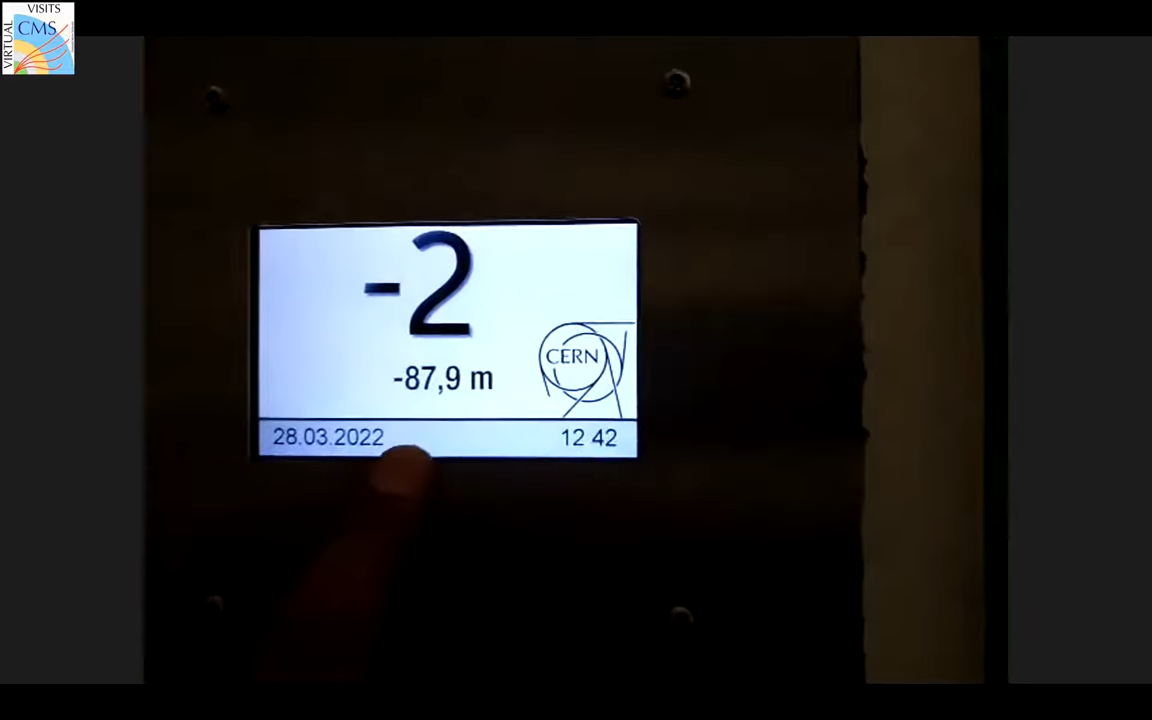 VISITS
CMS
VIRTUAL
-2
-87,9 m
CERN
28.03.2022
12 42